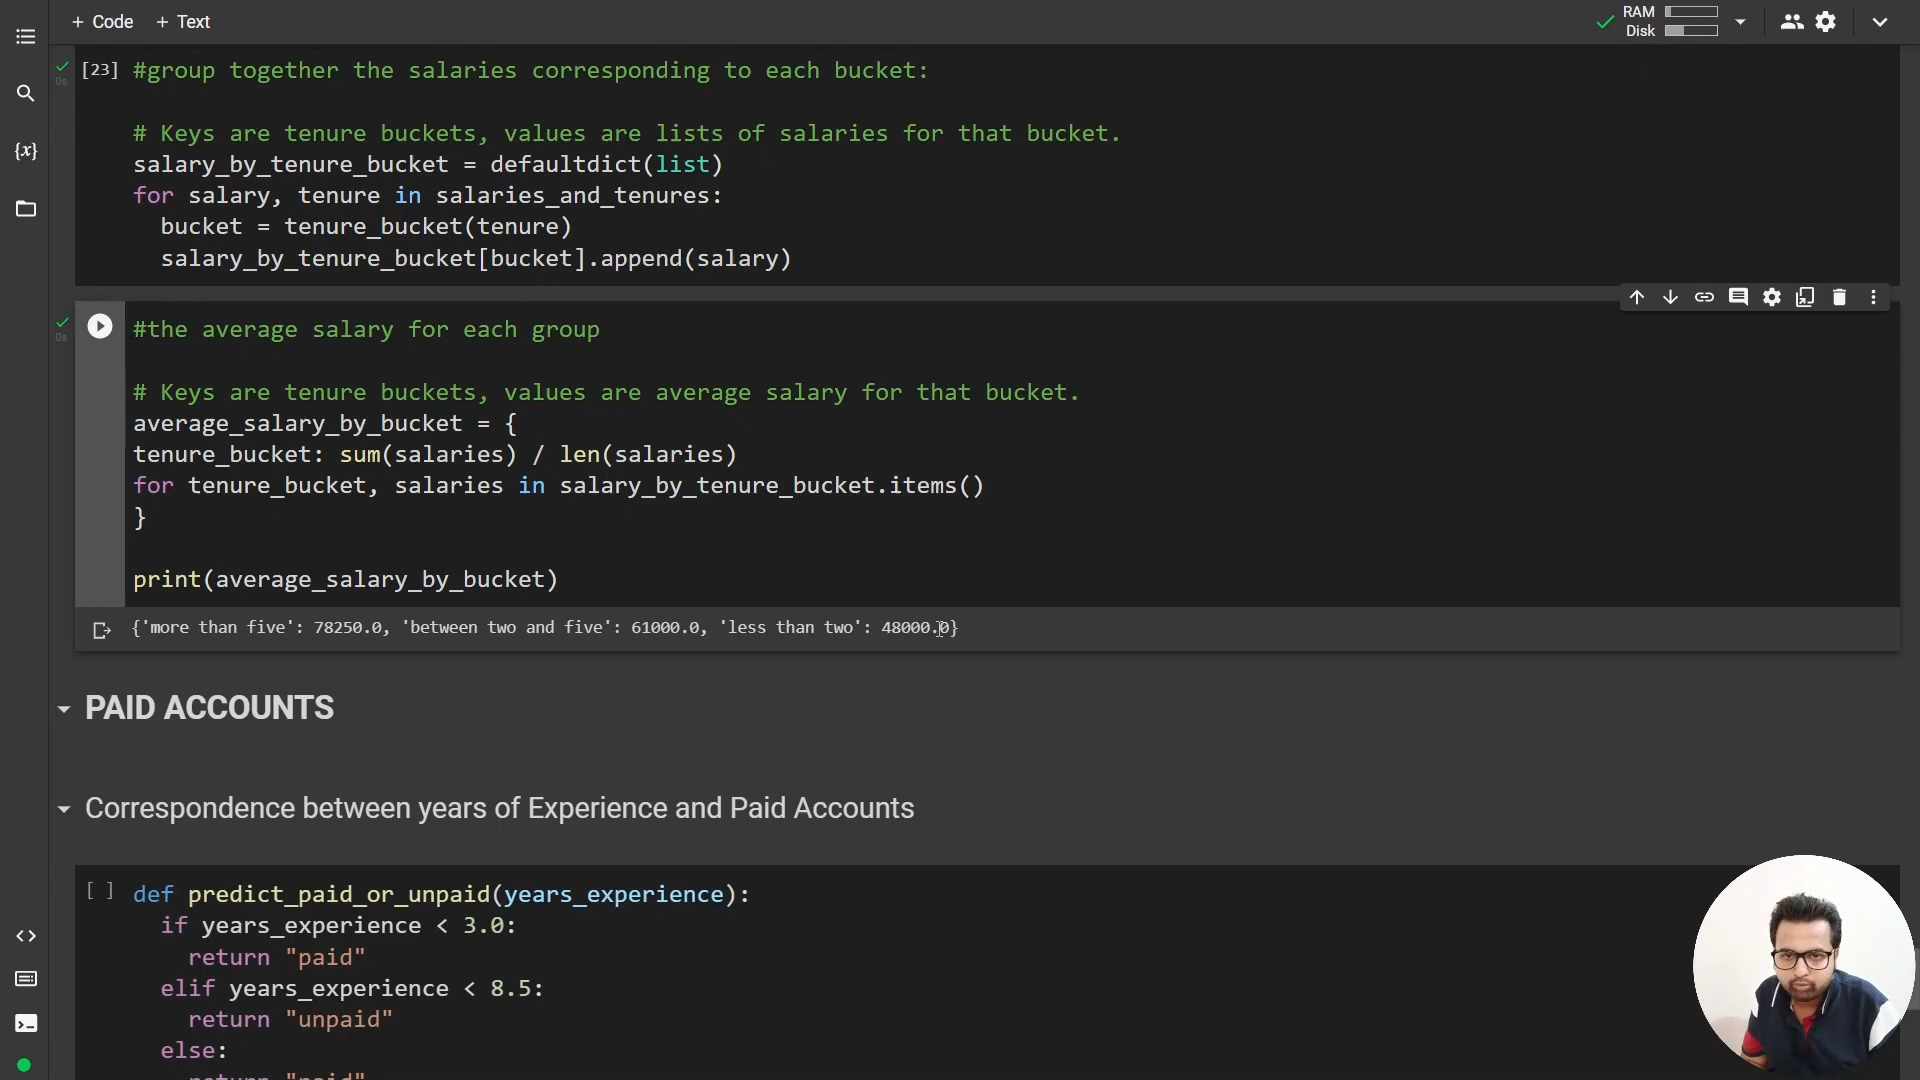 + Code + Text
RAM
Disk
[23] #group together the salaries corresponding to each bucket:
0s
# Keys are tenure buckets, values are lists of salaries for that bucket.
salary_by_tenure_bucket = defaultdict(list)
for salary, tenure in salaries_and_tenures:
bucket = tenure_bucket(tenure)
salary_by_tenure_bucket[bucket].append(salary)
#the average salary for each group
0s
# Keys are tenure buckets, values are average salary for that bucket.
average_salary_by_bucket = {
tenure_bucket: sum(salaries) / len(salaries)
for tenure_bucket, salaries in salary_by_tenure_bucket.items()
}
print(average_salary_by_bucket)
{'more than five': 78250.0, 'between two and five': 61000.0, 'less than two': 48000.0}
PAID ACCOUNTS
Correspondence between years of Experience and Paid Accounts
[ ] def predict_paid_or_unpaid(years_experience):
if years_experience < 3.0:
return "paid"
elif years_experience < 8.5:
return "unpaid"
else:
return "paid"